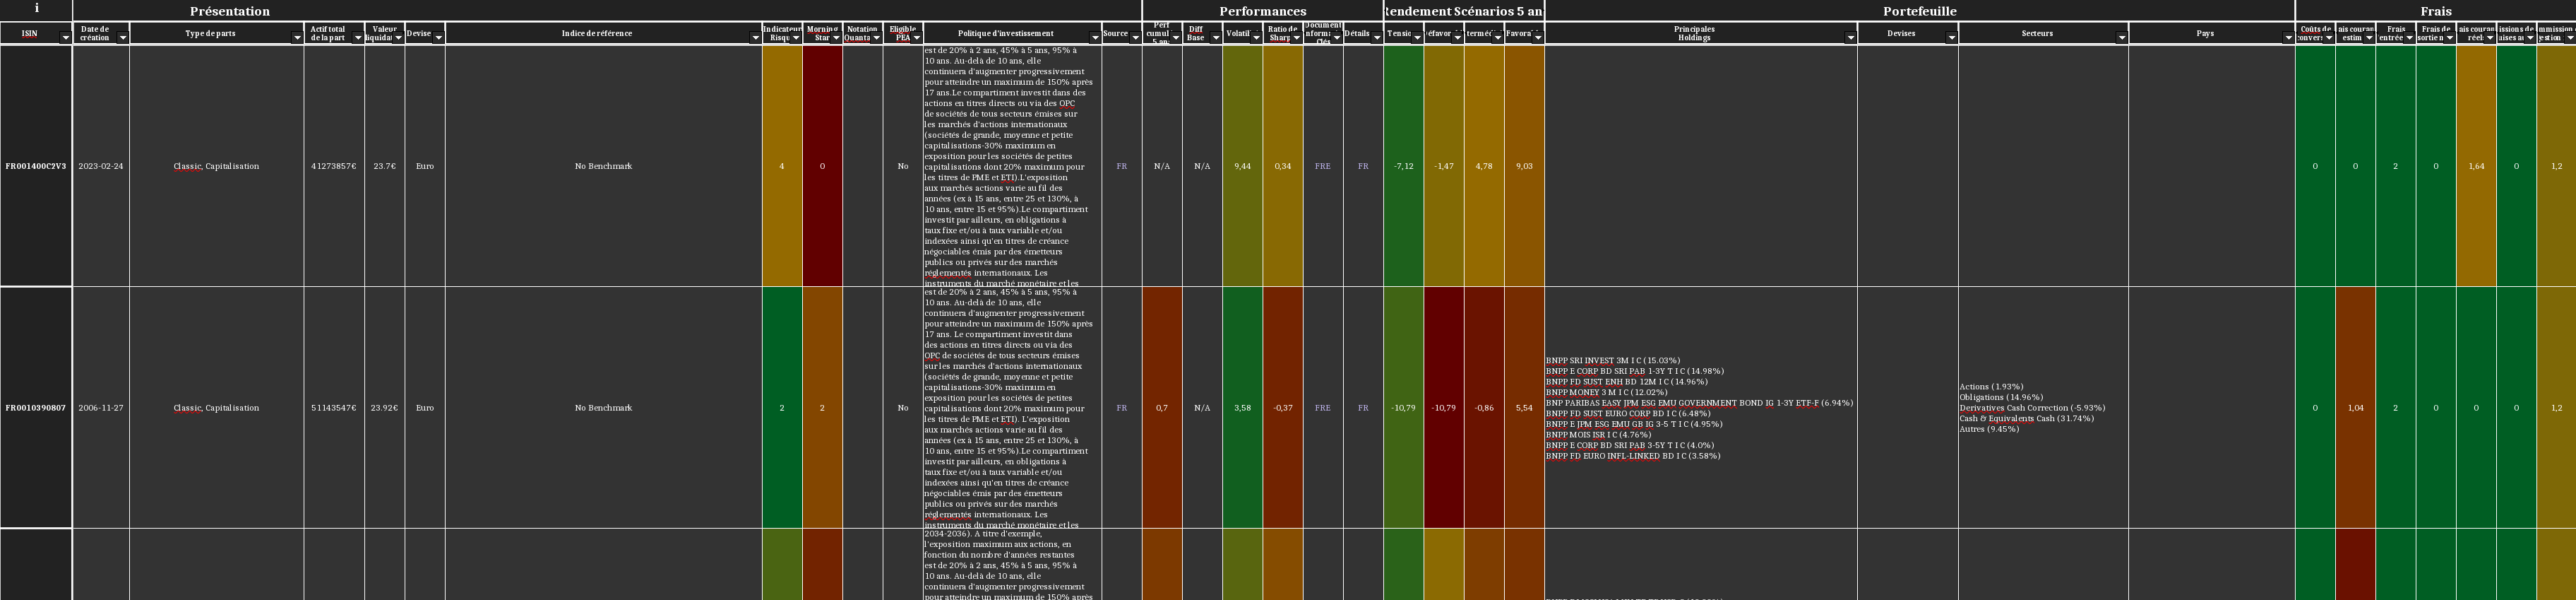 i
Présentation
Performances
Rendement Scénarios 5 an
Portefeuille
Frais
ISIN
Date de
création
Type de parts
Actif total
de la part
Valeur
liquidat
Devise
Indice de référence
Indicateur
Risqu
Morning
Star
Notation
Quanta
Eligible
PEA
Politique d'investissement
Source
Perf
cumul
5 an
Diff
Base
Volatil
Ratio de
Sharp
Document
Informa
Clés
Détails
Tensio
éfavor
termédi
Favoral
Principales
Holdings
Devises
Secteurs
Pays
Coûts de
convers
ais couran
estim
Frais
entrée
Frais de
sortie n
ais couran
réel
issions de
aises au
mmission
gestion
FR001400C2V3
2023-02-24
Classic, Capitalisation
41273857€
23.7€
Euro
No Benchmark
4
0
No
est de 20% à 2 ans, 45% à 5 ans, 95% à
10 ans. Au-delà de 10 ans, elle
continuera d'augmenter progressivement
pour atteindre un maximum de 150% après
17 ans.Le compartiment investit dans des
actions en titres directs ou via des OPC
de sociétés de tous secteurs émises sur
les marchés d'actions internationaux
(sociétés de grande, moyenne et petite
capitalisations-30% maximum en
exposition pour les sociétés de petites
capitalisations dont 20% maximum pour
les titres de PME et ETI).L'exposition
aux marchés actions varie au fil des
années (ex à 15 ans, entre 25 et 130%, à
10 ans, entre 15 et 95%).Le compartiment
investit par ailleurs, en obligations à
taux fixe et/ou à taux variable et/ou
indexées ainsi qu'en titres de créance
négociables émis par des émetteurs
publics ou privés sur des marchés
réglementés internationaux. Les
instruments du marché monétaire et les
FR
N/A
N/A
9,44
0,34
FRE
FR
-7,12
-1,47
4,78
9,03
0
0
2
0
1,64
0
1,2
FR0010390807
2006-11-27
Classic, Capitalisation
51143547€
23.92€
Euro
No Benchmark
2
2
No
est de 20% à 2 ans, 45% à 5 ans, 95% à
10 ans. Au-delà de 10 ans, elle
continuera d'augmenter progressivement
pour atteindre un maximum de 150% après
17 ans. Le compartiment investit dans
des actions en titres directs ou via des
OPC de sociétés de tous secteurs émises
sur les marchés d'actions internationaux
(sociétés de grande, moyenne et petite
capitalisations-30% maximum en
exposition pour les sociétés de petites
capitalisations dont 20% maximum pour
les titres de PME et ETI). L'exposition
aux marchés actions varie au fil des
années (ex à 15 ans, entre 25 et 130%, à
10 ans, entre 15 et 95%).Le compartiment
investit par ailleurs, en obligations à
taux fixe et/ou à taux variable et/ou
indexées ainsi qu'en titres de créance
négociables émis par des émetteurs
publics ou privés sur des marchés
réglementés internationaux. Les
instruments du marché monétaire et les
FR
0,7
N/A
3,58
-0,37
FRE
FR
-10,79
-10,79
-0,86
5,54
BNPP SRI INVEST 3M I C (15.03%)
BNPP E CORP BD SRI PAB 1-3Y T I C (14.98%)
BNPP FD SUST ENH BD 12M I C (14.96%)
BNPP MONEY 3 M I C (12.02%)
BNP PARIBAS EASY JPM ESG EMU GOVERNMENT BOND IG 1-3Y ETF-F (6.94%)
BNPP FD SUST EURO CORP BD I C (6.48%)
BNPP E JPM ESG EMU GB IG 3-5 T I C (4.95%)
BNPP MOIS ISR I C (4.76%)
BNPP E CORP BD SRI PAB 3-5Y T I C (4.0%)
BNPP FD EURO INFL-LINKED BD I C (3.58%)
Actions (1.93%)
Obligations (14.96%)
Derivatives Cash Correction (-5.93%)
Cash & Equivalents Cash (31.74%)
Autres (9.45%)
0
1,04
2
0
0
0
1,2
2034-2036). A titre d'exemple,
l'exposition maximum aux actions, en
fonction du nombre d'années restantes
est de 20% à 2 ans, 45% à 5 ans, 95% à
10 ans. Au-delà de 10 ans, elle
continuera d'augmenter progressivement
pour atteindre un maximum de 150% après